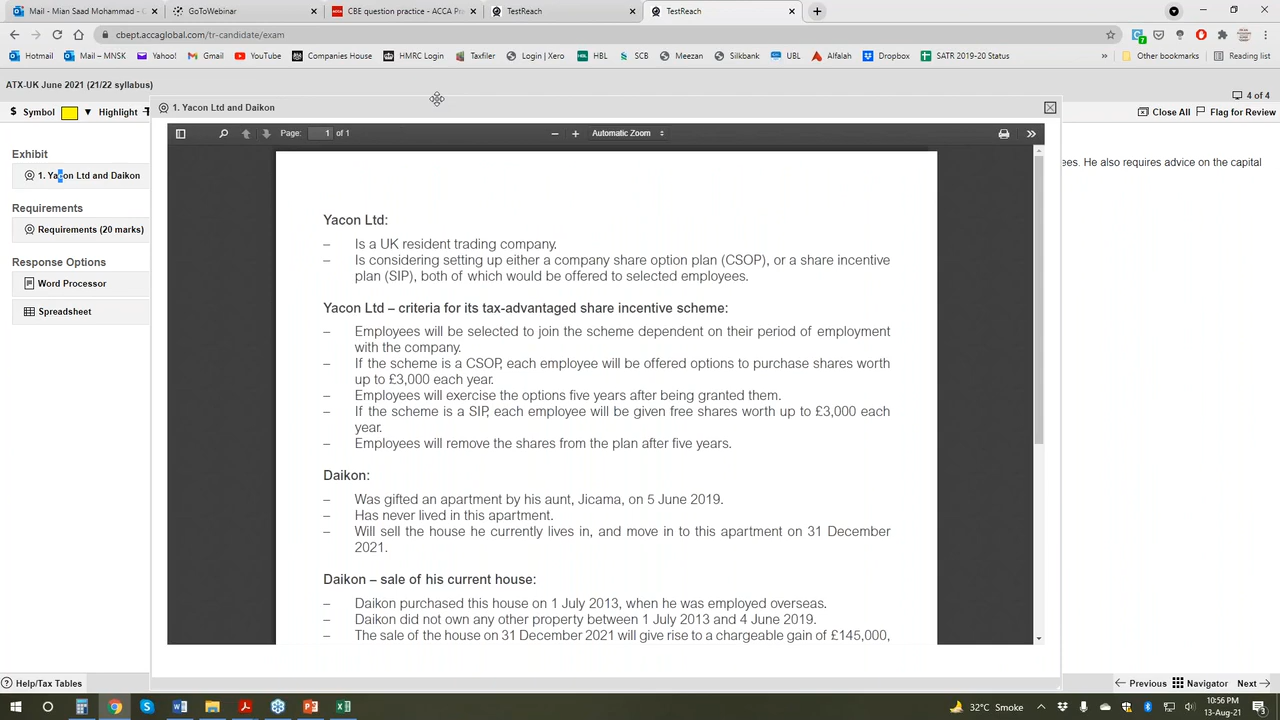 Mail - Mian Saad Mohammad - C
GoToWebinar
CBE question practice - ACCA Pr
TestReach
TestReach
cbept.accaglobal.com/tr-candidate/exam
Hotmail
Mail – MNSK
Yahoo!
Gmail
YouTube
Companies House
HMRC Login
Taxfiler
Login | Xero
HBL
SCB
Meezan
Silkbank
UBL
Alfalah
Dropbox
SATR 2019-20 Status
Other bookmarks
Reading list
ATX-UK June 2021 (21/22 syllabus)
4 of 4
$ Symbol
Highlight
Close All
Flag for Review
1. Yacon Ltd and Daikon
Page: 1 of 1
Automatic Zoom
Exhibit
1. Yacon Ltd and Daikon
Requirements
Requirements (20 marks)
Response Options
Word Processor
Spreadsheet
ees. He also requires advice on the capital
Yacon Ltd:
– Is a UK resident trading company.
– Is considering setting up either a company share option plan (CSOP), or a share incentive
plan (SIP), both of which would be offered to selected employees.
Yacon Ltd – criteria for its tax-advantaged share incentive scheme:
– Employees will be selected to join the scheme dependent on their period of employment
with the company.
– If the scheme is a CSOP, each employee will be offered options to purchase shares worth
up to £3,000 each year.
– Employees will exercise the options five years after being granted them.
– If the scheme is a SIP, each employee will be given free shares worth up to £3,000 each
year.
– Employees will remove the shares from the plan after five years.
Daikon:
– Was gifted an apartment by his aunt, Jicama, on 5 June 2019.
– Has never lived in this apartment.
– Will sell the house he currently lives in, and move in to this apartment on 31 December
2021.
Daikon – sale of his current house:
– Daikon purchased this house on 1 July 2013, when he was employed overseas.
– Daikon did not own any other property between 1 July 2013 and 4 June 2019.
– The sale of the house on 31 December 2021 will give rise to a chargeable gain of £145,000,
Help/Tax Tables
Previous
Navigator
Next
32°C Smoke
10:56 PM
13-Aug-21